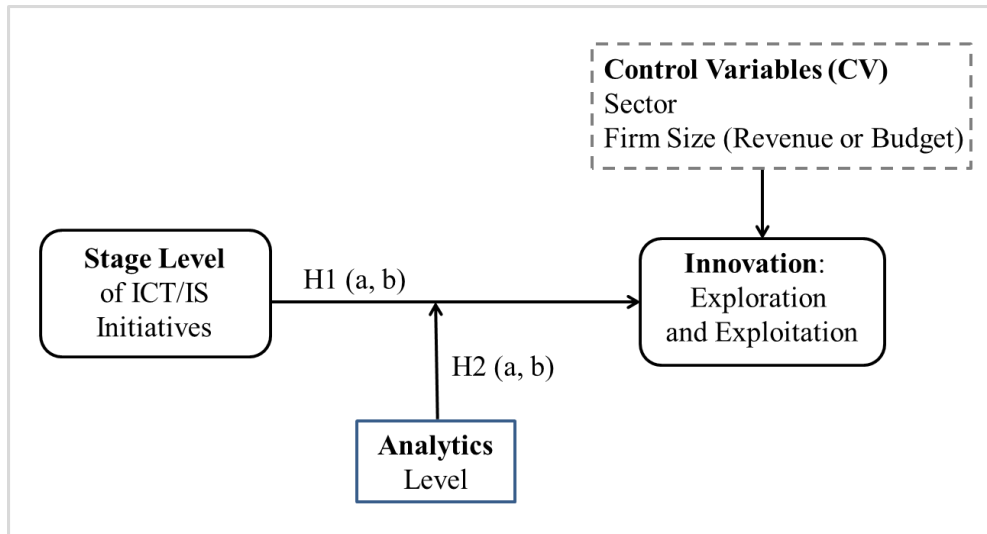 Control Variables (CV)
Sector
Firm Size (Revenue or Budget)
Stage Level
of ICT/IS
Initiatives
H1 (a, b)
Innovation:
Exploration
and Exploitation
H2 (a, b)
Analytics
Level